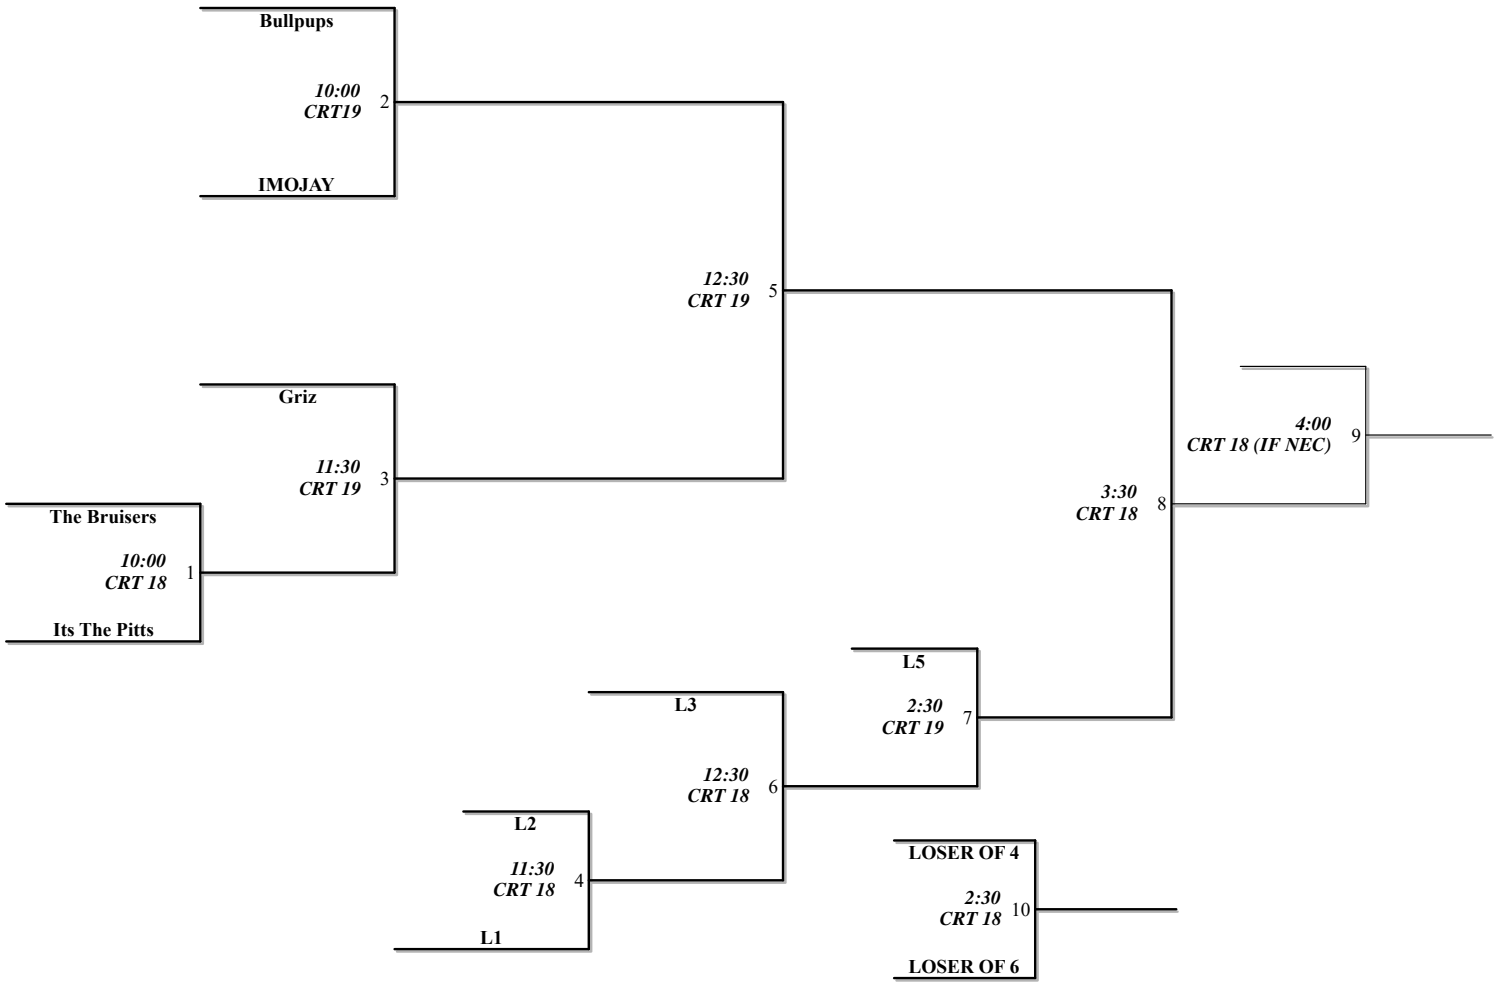 Bullpups
10:00
CRT19 2
IMOJAY
12:30
CRT 19 5
Griz
11:30
CRT 19 3
The Bruisers
10:00
CRT 18 1
Its The Pitts
4:00
CRT 18 (IF NEC) 9
3:30
CRT 18 8
L5
2:30
CRT 19 7
L3
12:30
CRT 18 6
L2
11:30
CRT 18 4
L1
LOSER OF 4
2:30
CRT 18 10
LOSER OF 6